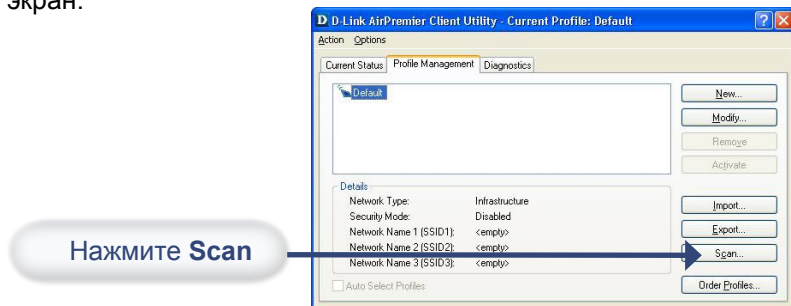 экран:
D-Link AirPremier Client Utility - Current Profile: Default
Action Options
Current Status Profile Management Diagnostics
Default
New...
Modify...
Remove
Activate
Details
Network Type: Infrastructure
Security Mode: Disabled
Network Name 1 (SSID1): <empty>
Network Name 2 (SSID2): <empty>
Network Name 3 (SSID3): <empty>
Import...
Export...
Scan...
Auto Select Profiles
Order Profiles...
Нажмите Scan